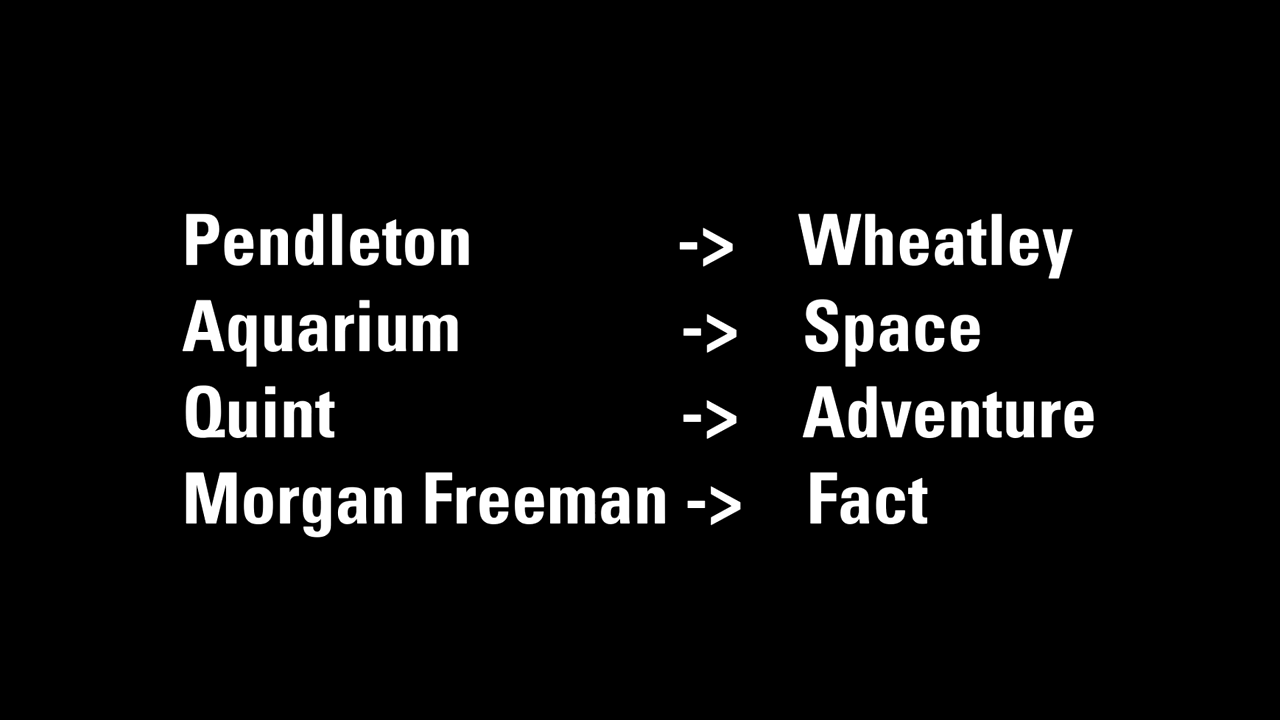 Pendleton -> Wheatley
Aquarium -> Space
Quint -> Adventure
Morgan Freeman -> Fact